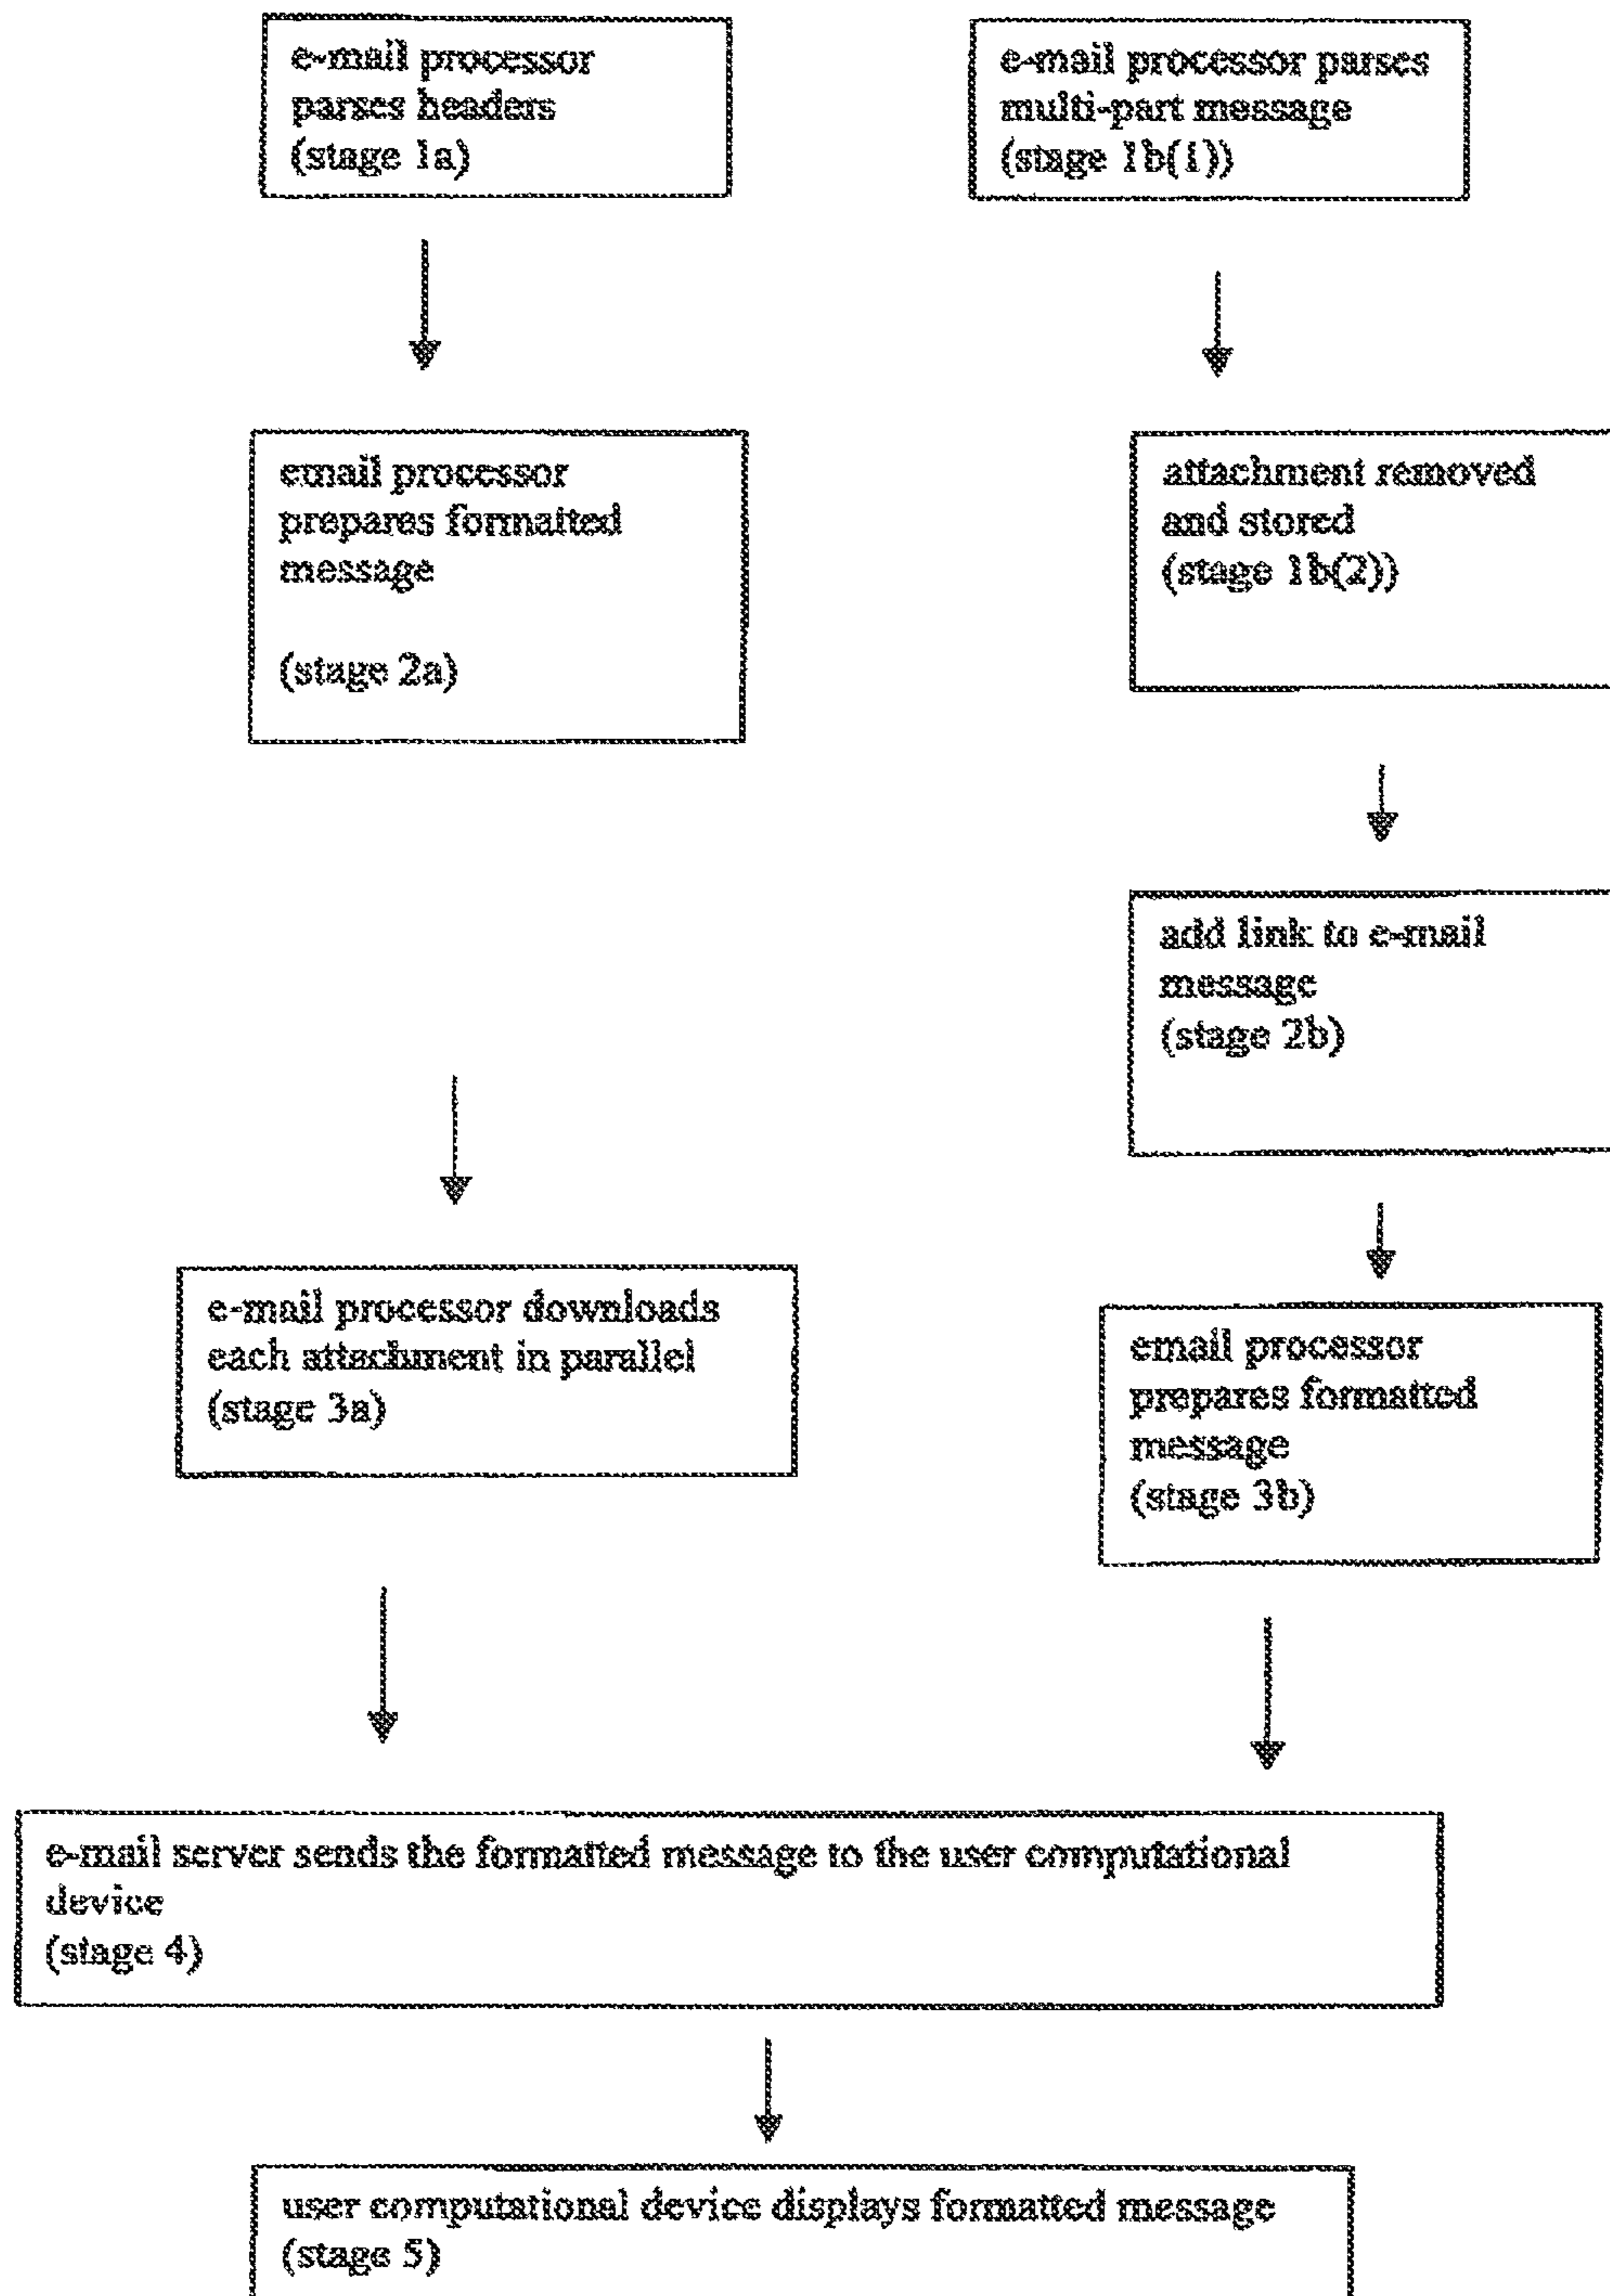 e-mail processor
parses headers
(stage 1a)
e-mail processor parses
multi-part message
(stage 1b(1))
email processor
prepares formatted
message
(stage 2a)
attachment removed
and stored
(stage 1b(2))
add link to e-mail
message
(stage 2b)
e-mail processor downloads
each attachment in parallel
(stage 3a)
email processor
prepares formatted
message
(stage 3b)
e-mail server sends the formatted message to the user computational
device
(stage 4)
user computational device displays formatted message
(stage 5)